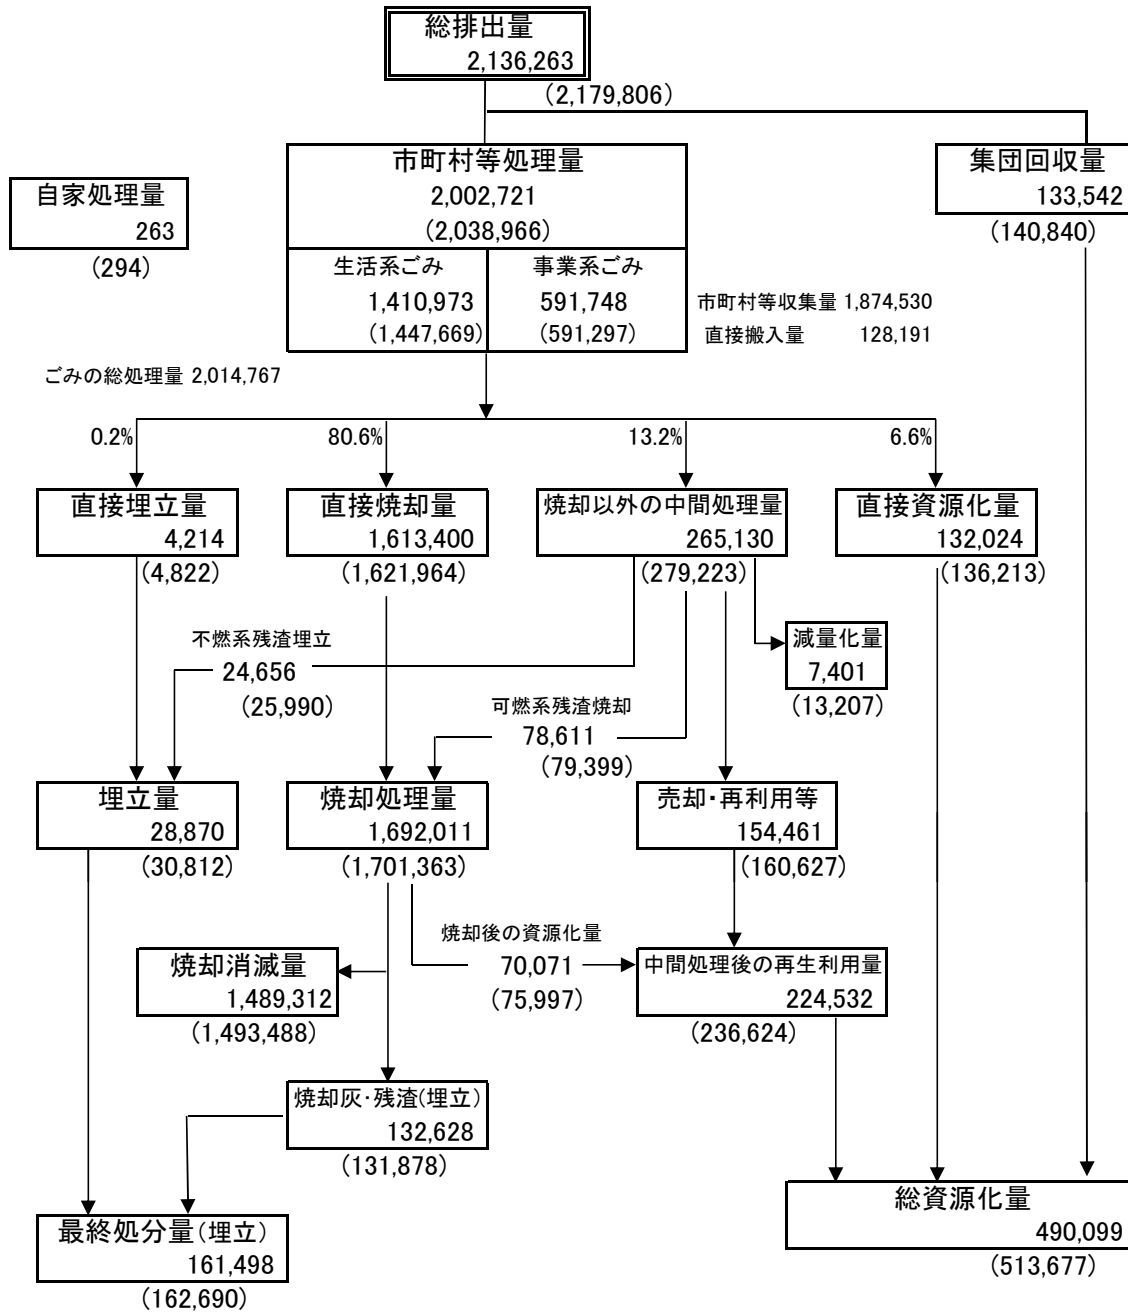 総排出量
2,136,263
(2,179,806)
市町村等処理量
2,002,721
(2,038,966)
集団回収量
133,542
(140,840)
自家処理量
263
(294)
生活系ごみ
1,410,973
(1,447,669)
事業系ごみ
591,748
(591,297)
市町村等収集量 1,874,530
直接搬入量 128,191
ごみの総処理量 2,014,767
0.2%
80.6%
13.2%
6.6%
直接埋立量
4,214
(4,822)
直接焼却量
1,613,400
(1,621,964)
焼却以外の中間処理量
265,130
(279,223)
直接資源化量
132,024
(136,213)
不燃系残渣埋立
24,656
(25,990)
減量化量
7,401
(13,207)
可燃系残渣焼却
78,611
(79,399)
埋立量
28,870
(30,812)
焼却処理量
1,692,011
(1,701,363)
売却・再利用等
154,461
(160,627)
焼却後の資源化量
70,071
(75,997)
焼却消滅量
1,489,312
(1,493,488)
中間処理後の再生利用量
224,532
(236,624)
焼却灰・残渣(埋立)
132,628
(131,878)
最終処分量(埋立)
161,498
(162,690)
総資源化量
490,099
(513,677)